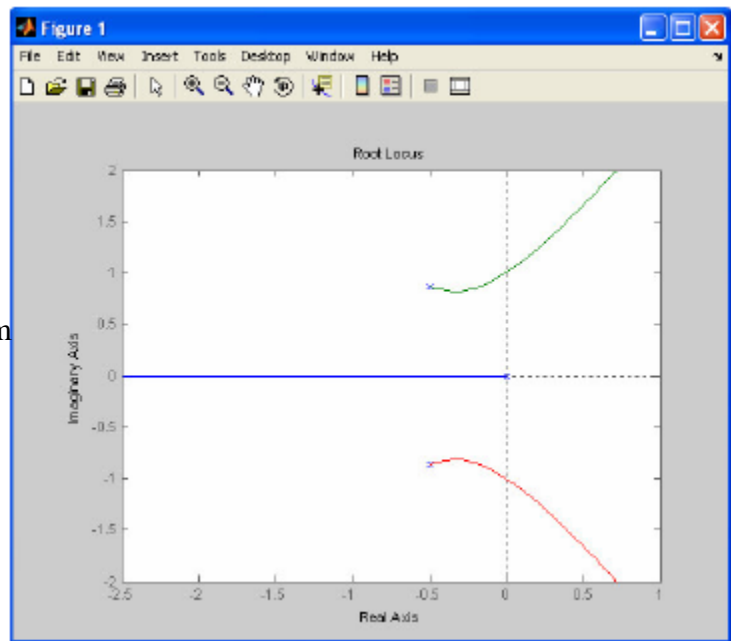 Figure 1
File Edit View Insert Tools Desktop Window Help
Root Locus
2
1.5
1
0.5
0
-0.5
-1
-1.5
-2
Imaginary Axis
-2.5 -2 -1.5 -1 -0.5 0 0.5 1
Real Axis